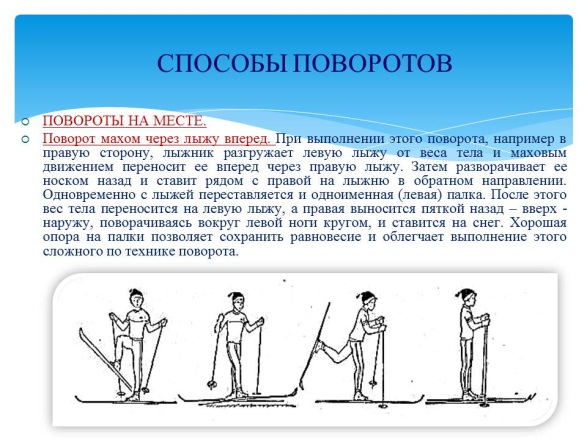 СПОСОБЫ ПОВОРОТОВ
ПОВОРОТЫ НА МЕСТЕ.
Поворот махом через лыжу вперед. При выполнении этого поворота, например в
правую сторону, лыжник разгружает левую лыжу от веса тела и маховым
движением переносит ее вперед через правую лыжу. Затем разворачивает ее
носком назад и ставит рядом с правой на лыжню в обратном направлении.
Одновременно с лыжей переставляется и одноименная (левая) палка. После этого
вес тела переносится на левую лыжу, а правая выносится пяткой назад – вверх -
наружу, поворачиваясь вокруг левой ноги кругом, и ставится на снег. Хорошая
опора на палки позволяет сохранить равновесие и облегчает выполнение этого
сложного по технике поворота.